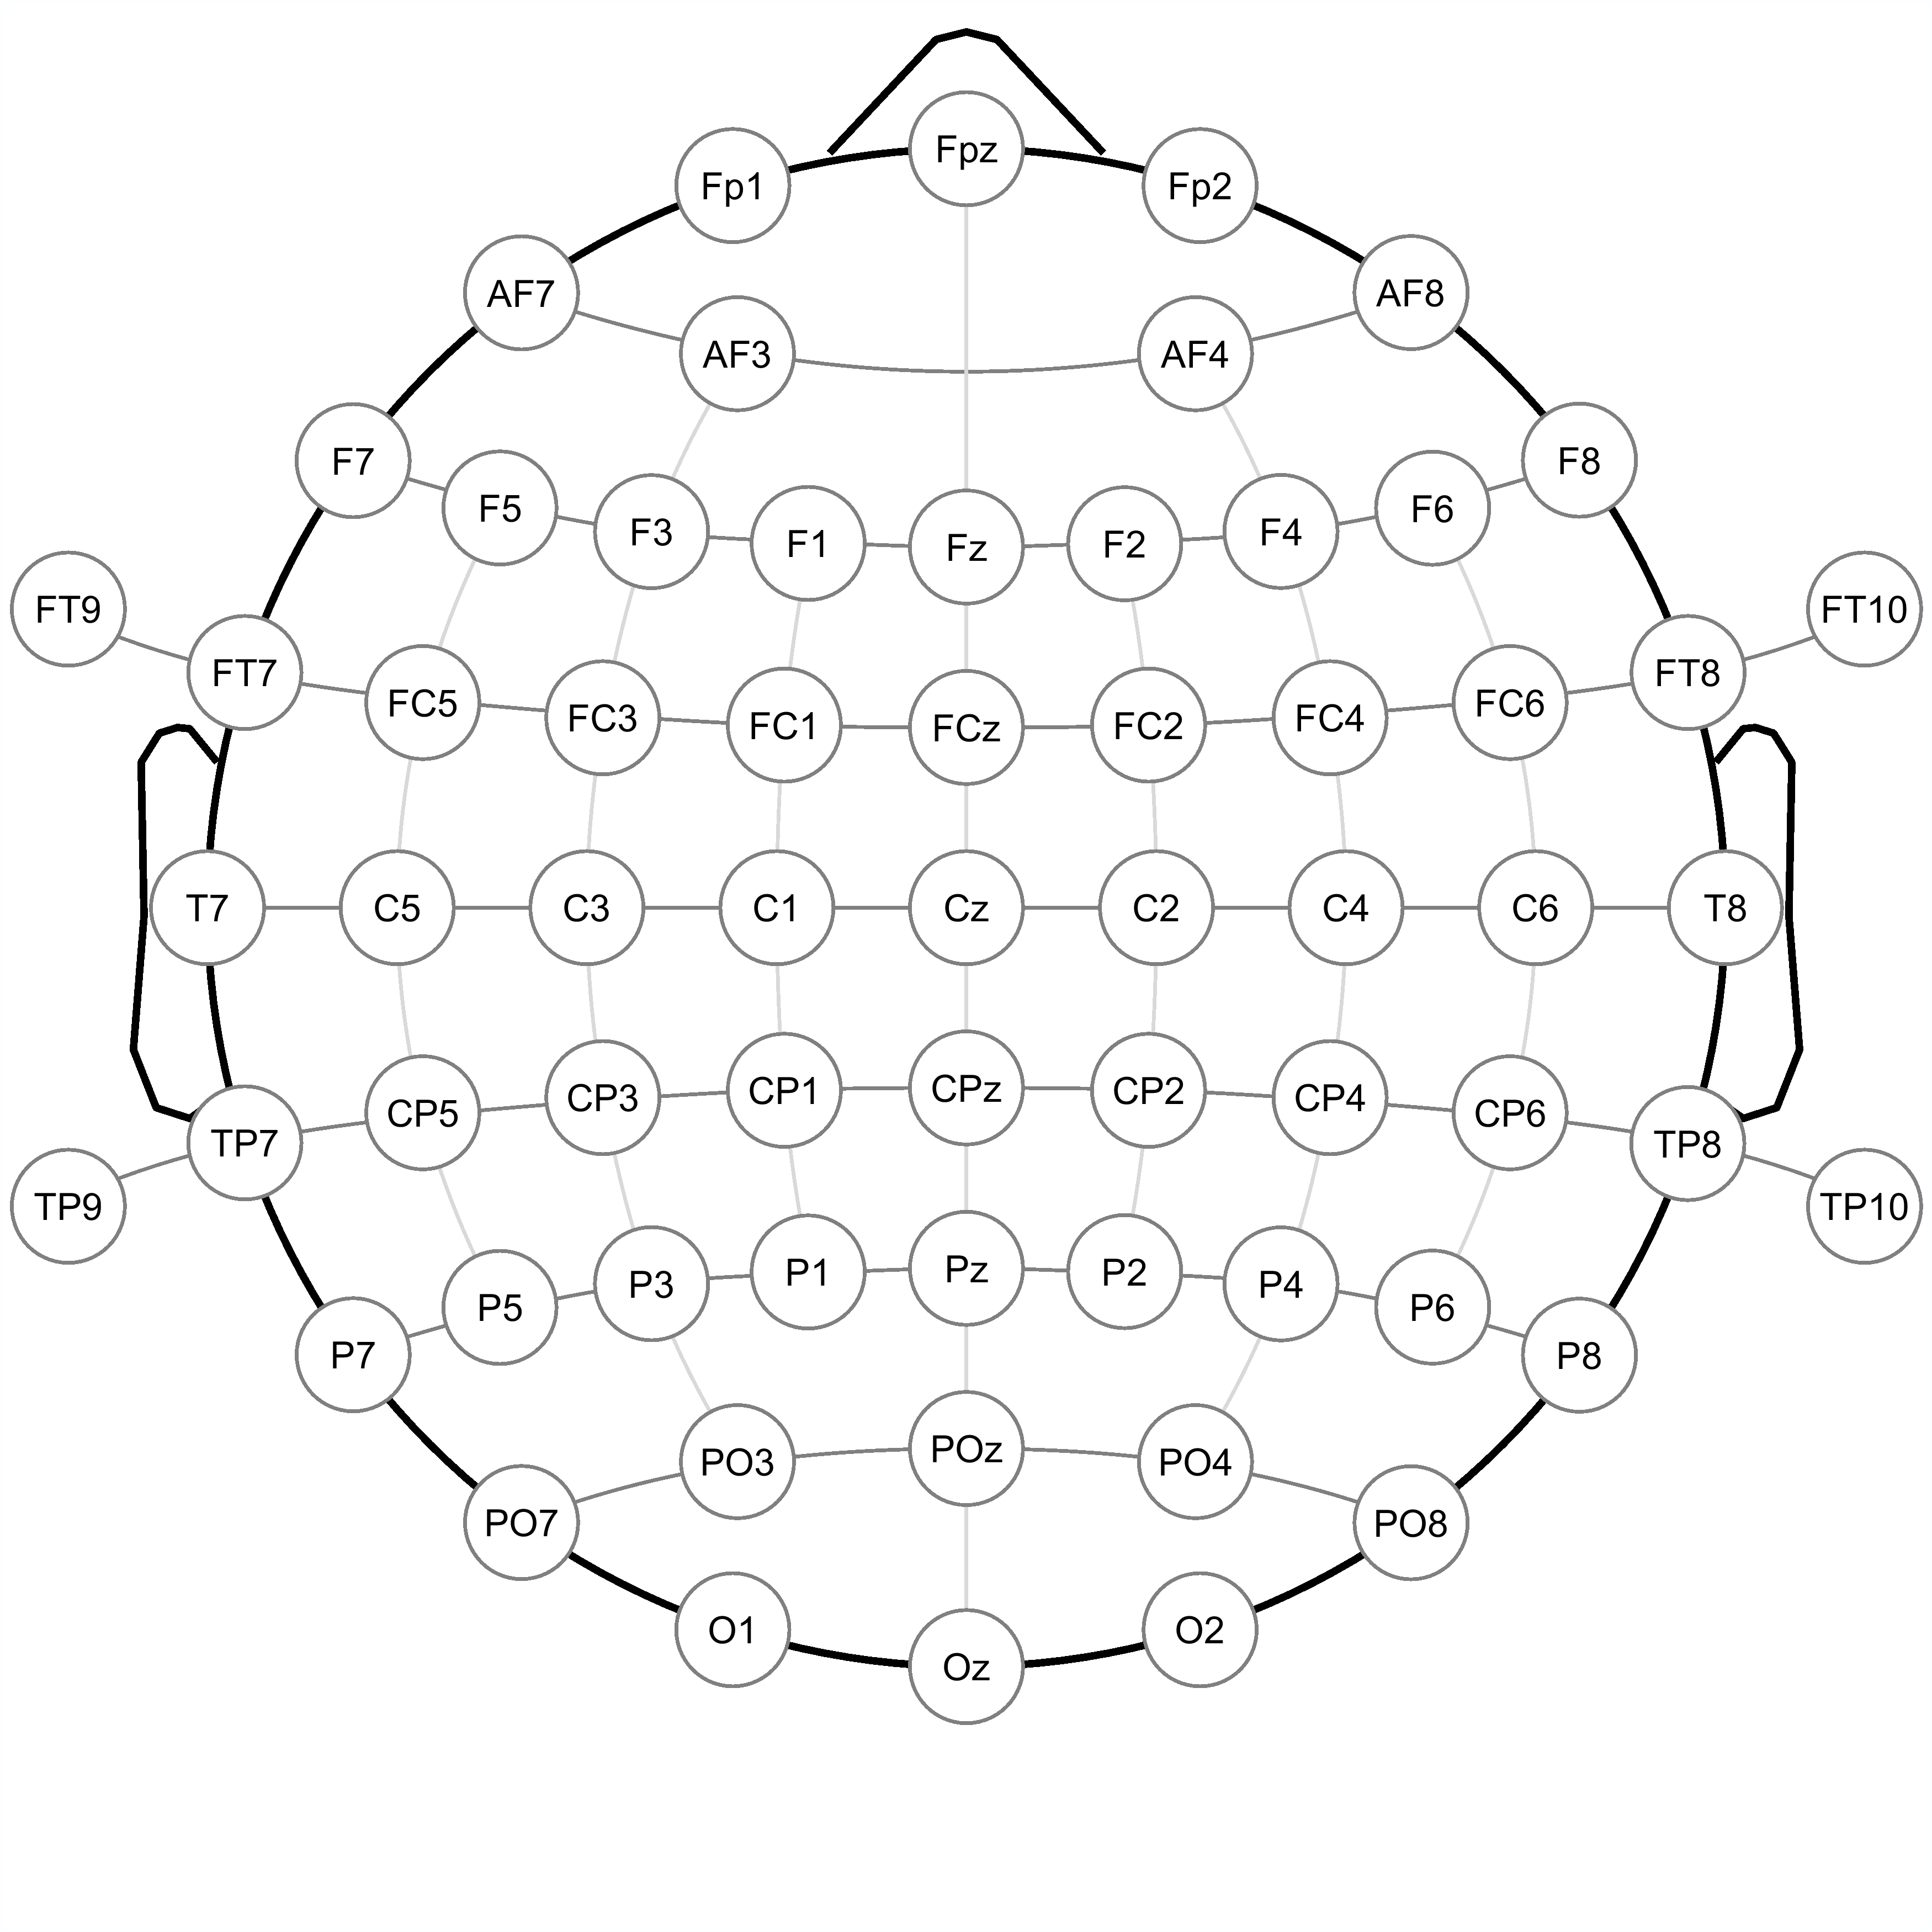 Fpz
Fp1 Fp2
AF7 AF8
AF3 AF4
F7 F8
F5 F6
F3 F1 Fz F2 F4
FT9 FT10
FT7 FC5 FC3 FC1 FCz FC2 FC4 FC6 FT8
T7 C5 C3 C1 Cz C2 C4 C6 T8
TP7 CP5 CP3 CP1 CPz CP2 CP4 CP6 TP8
TP9 TP10
P7 P5 P3 P1 Pz P2 P4 P6 P8
PO3 POz PO4
PO7 PO8
O1 O2
Oz